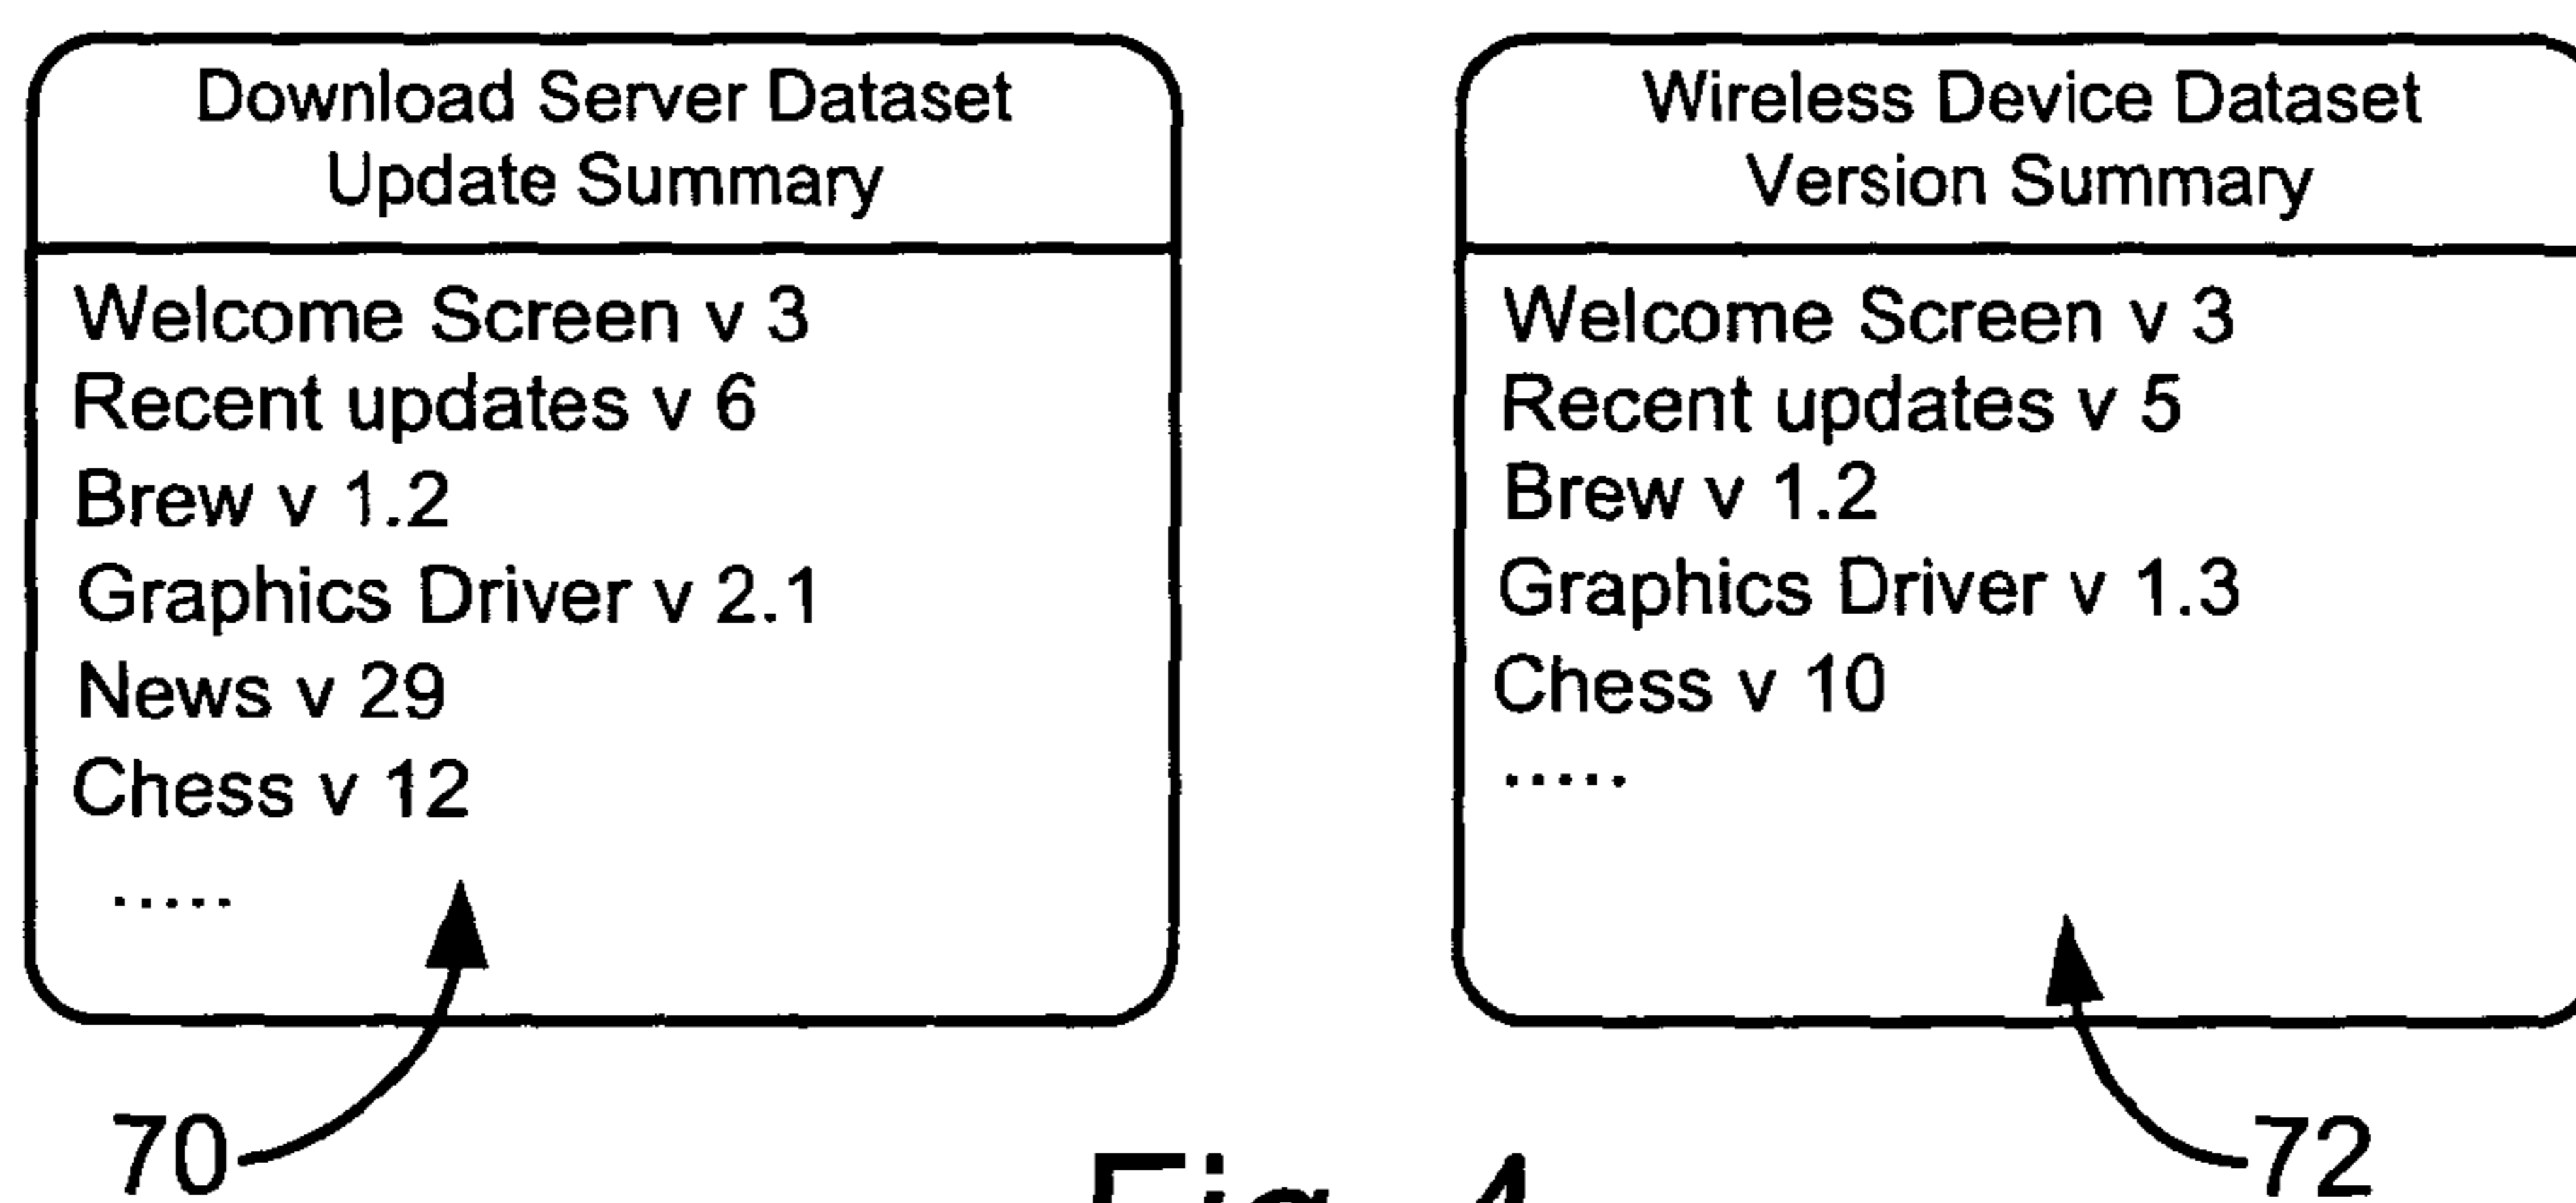 Download Server Dataset
Update Summary
Welcome Screen v 3
Recent updates v 6
Brew v 1.2
Graphics Driver v 2.1
News v 29
Chess v 12
.....
70
Wireless Device Dataset
Version Summary
Welcome Screen v 3
Recent updates v 5
Brew v 1.2
Graphics Driver v 1.3
Chess v 10
.....
72
Fig. 4